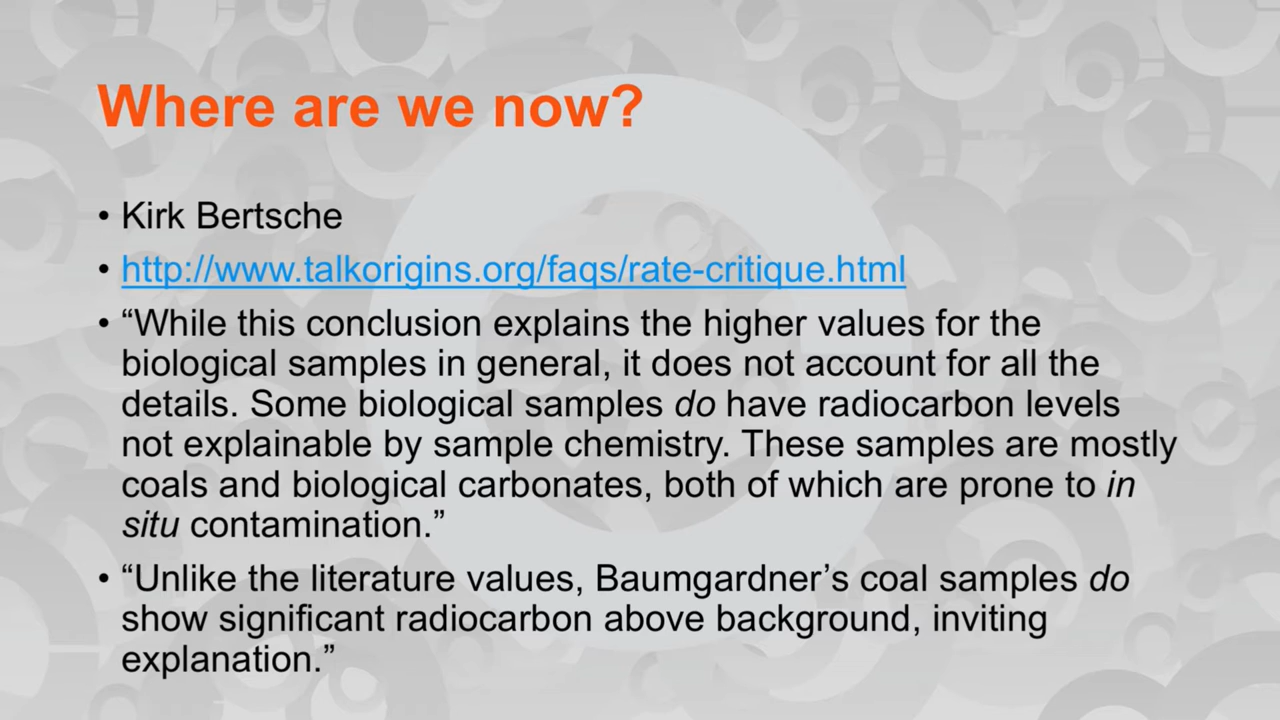 Where are we now?
• Kirk Bertsche
• http://www.talkorigins.org/faqs/rate-critique.html
• “While this conclusion explains the higher values for the
biological samples in general, it does not account for all the
details. Some biological samples do have radiocarbon levels
not explainable by sample chemistry. These samples are mostly
coals and biological carbonates, both of which are prone to in
situ contamination.”
• “Unlike the literature values, Baumgardner’s coal samples do
show significant radiocarbon above background, inviting
explanation.”